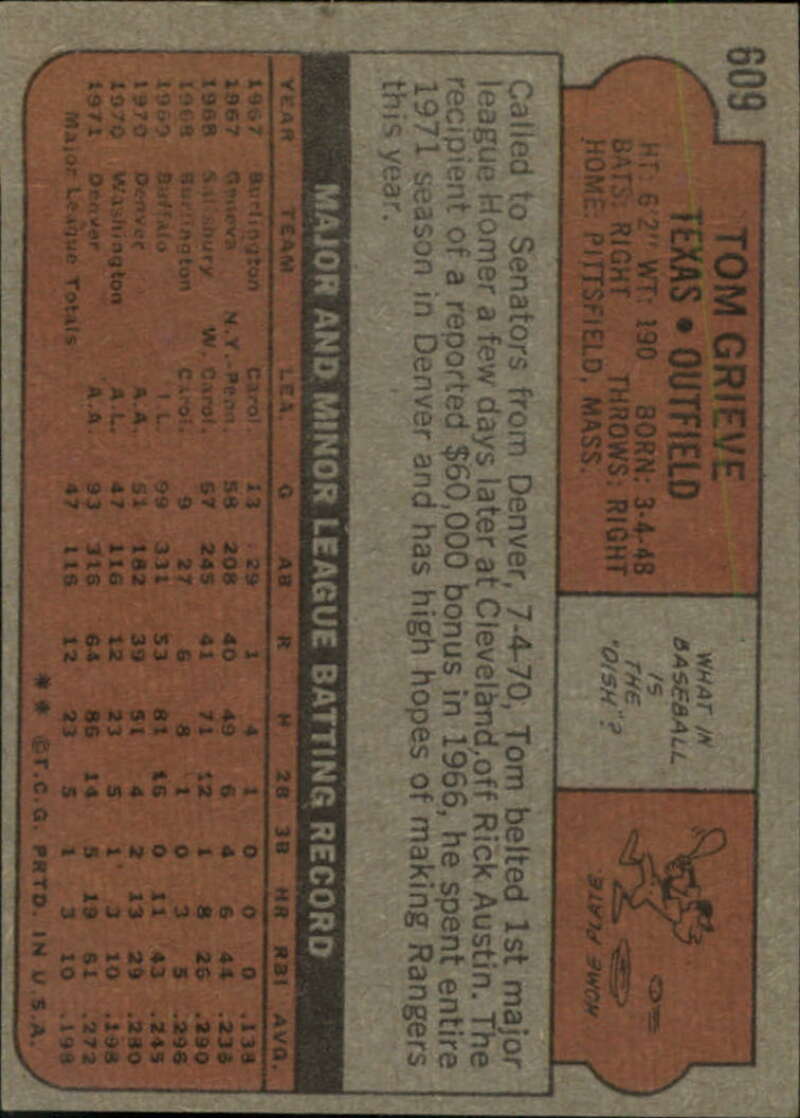 609
TOM GRIEVE
TEXAS • OUTFIELD
HT: 6'2" WT: 190 BORN: 3-4-48
BATS: RIGHT THROWS: RIGHT
HOME: PITTSFIELD, MASS.
WHAT IN
BASEBALL
IS
THE
"DISH"?
HOME PLATE
Called to Senators from Denver, 7-4-70, Tom belted 1st major
league Homer a few days later at Cleveland, off Rick Austin. The
recipient of a reported $60,000 bonus in 1966, he spent entire
1971 season in Denver and has high hopes of making Rangers
this year.
MAJOR AND MINOR LEAGUE BATTING RECORD
YEAR TEAM LEA. G AB R H 2B 3B HR RBI AVG.
1967 Burlington Carol. 13 29 1 4 1 0 0 0 .138
1967 Geneva N.Y.-Penn. 58 208 40 49 6 4 6 44 .236
1968 Salisbury W. Carol. 57 245 41 71 12 1 8 26 .290
1968 Burlington Carol. 9 27 6 8 1 0 3 5 .296
1969 Buffalo I.L. 99 331 53 81 16 0 11 43 .245
1970 Denver A.A. 51 182 39 51 4 2 13 29 .280
1970 Washington A.L. 47 116 12 23 5 1 3 10 .198
1971 Denver A.A. 93 316 64 86 14 5 19 61 .272
Major League Totals 47 116 12 23 5 1 3 10 .198
** ©T.C.G. PRTD. IN U.S.A.